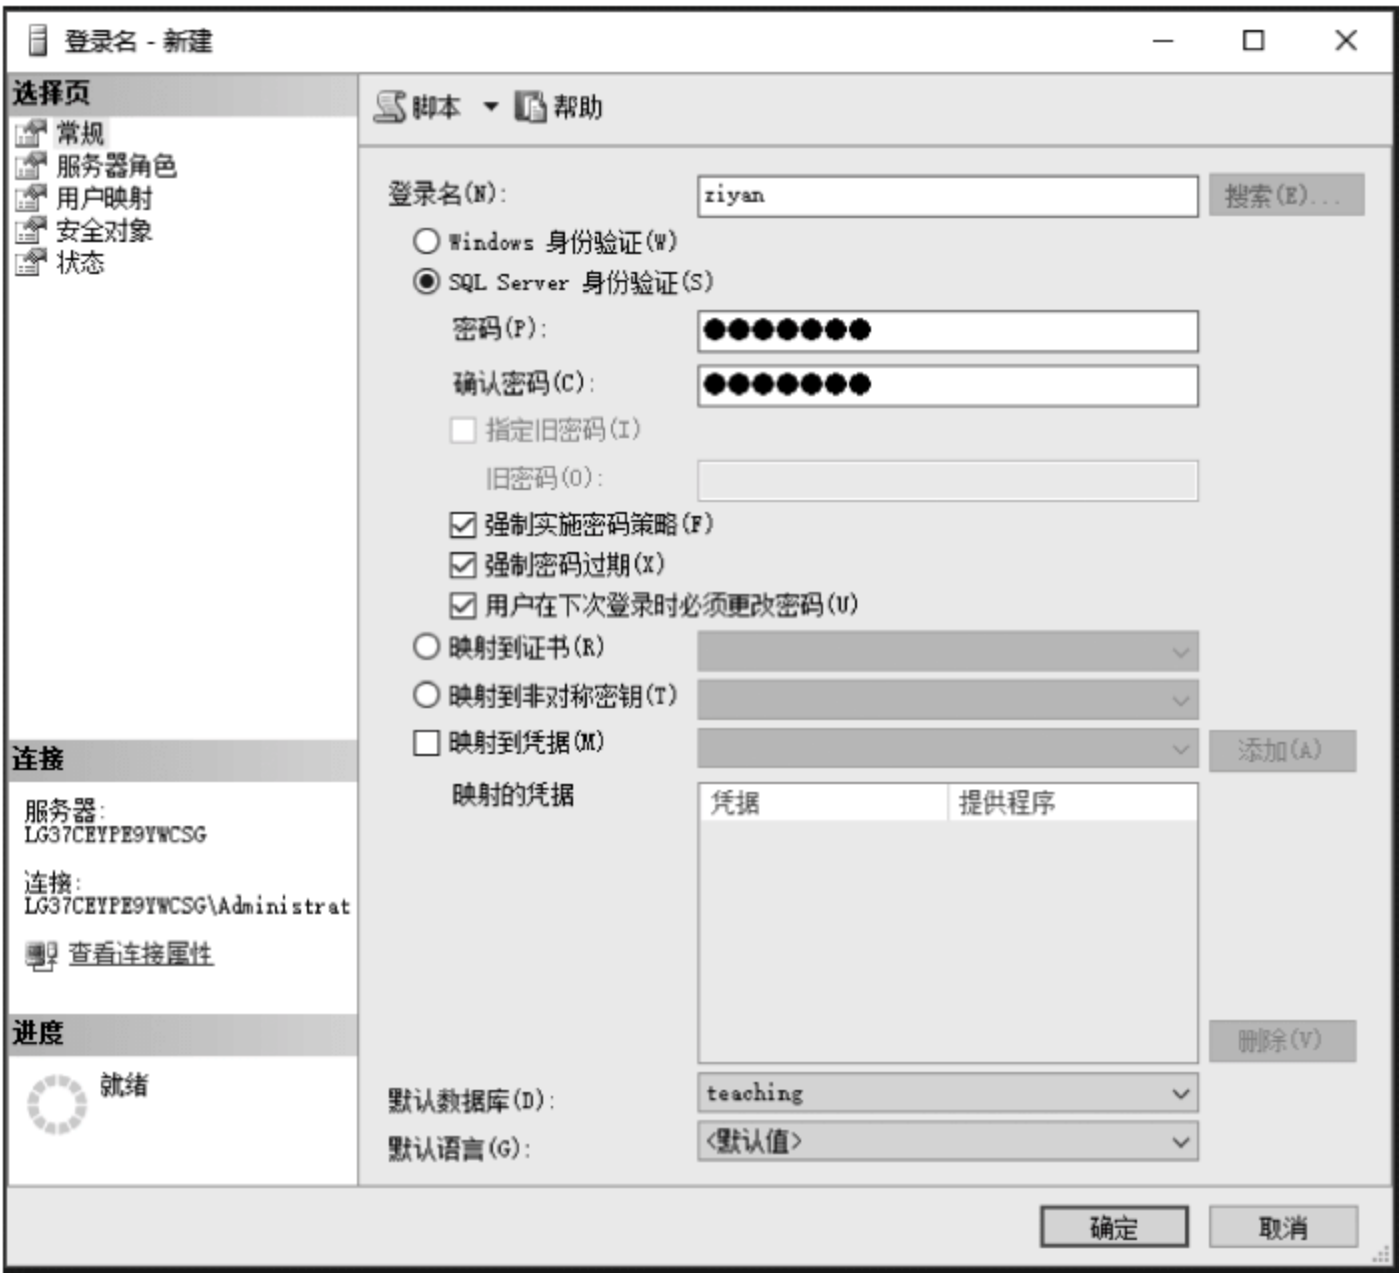 登录名 - 新建
选择页
常规
服务器角色
用户映射
安全对象
状态
脚本 帮助
登录名(N): ziyan 搜索(E)...
Windows 身份验证(W)
SQL Server 身份验证(S)
密码(P): ●●●●●●●
确认密码(C): ●●●●●●●
指定旧密码(I)
旧密码(O):
强制实施密码策略(F)
强制密码过期(X)
用户在下次登录时必须更改密码(U)
映射到证书(R)
映射到非对称密钥(T)
映射到凭据(M) 添加(A)
映射的凭据 凭据 提供程序
删除(V)
默认数据库(D): teaching
默认语言(G): <默认值>
连接
服务器:
LG37CEYPE9YWCSG
连接:
LG37CEYPE9YWCSG\Administrat
查看连接属性
进度
就绪
确定 取消